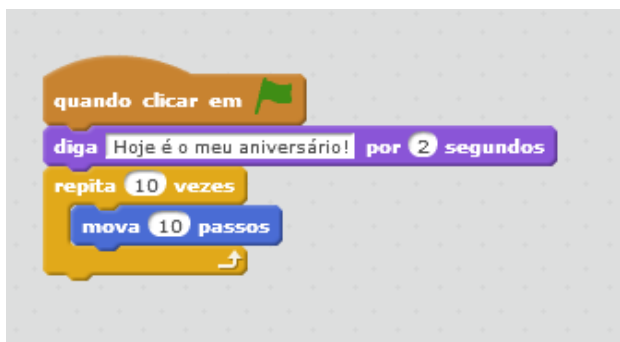 quando clicar em
diga Hoje é o meu aniversário! por 2 segundos
repita 10 vezes
mova 10 passos